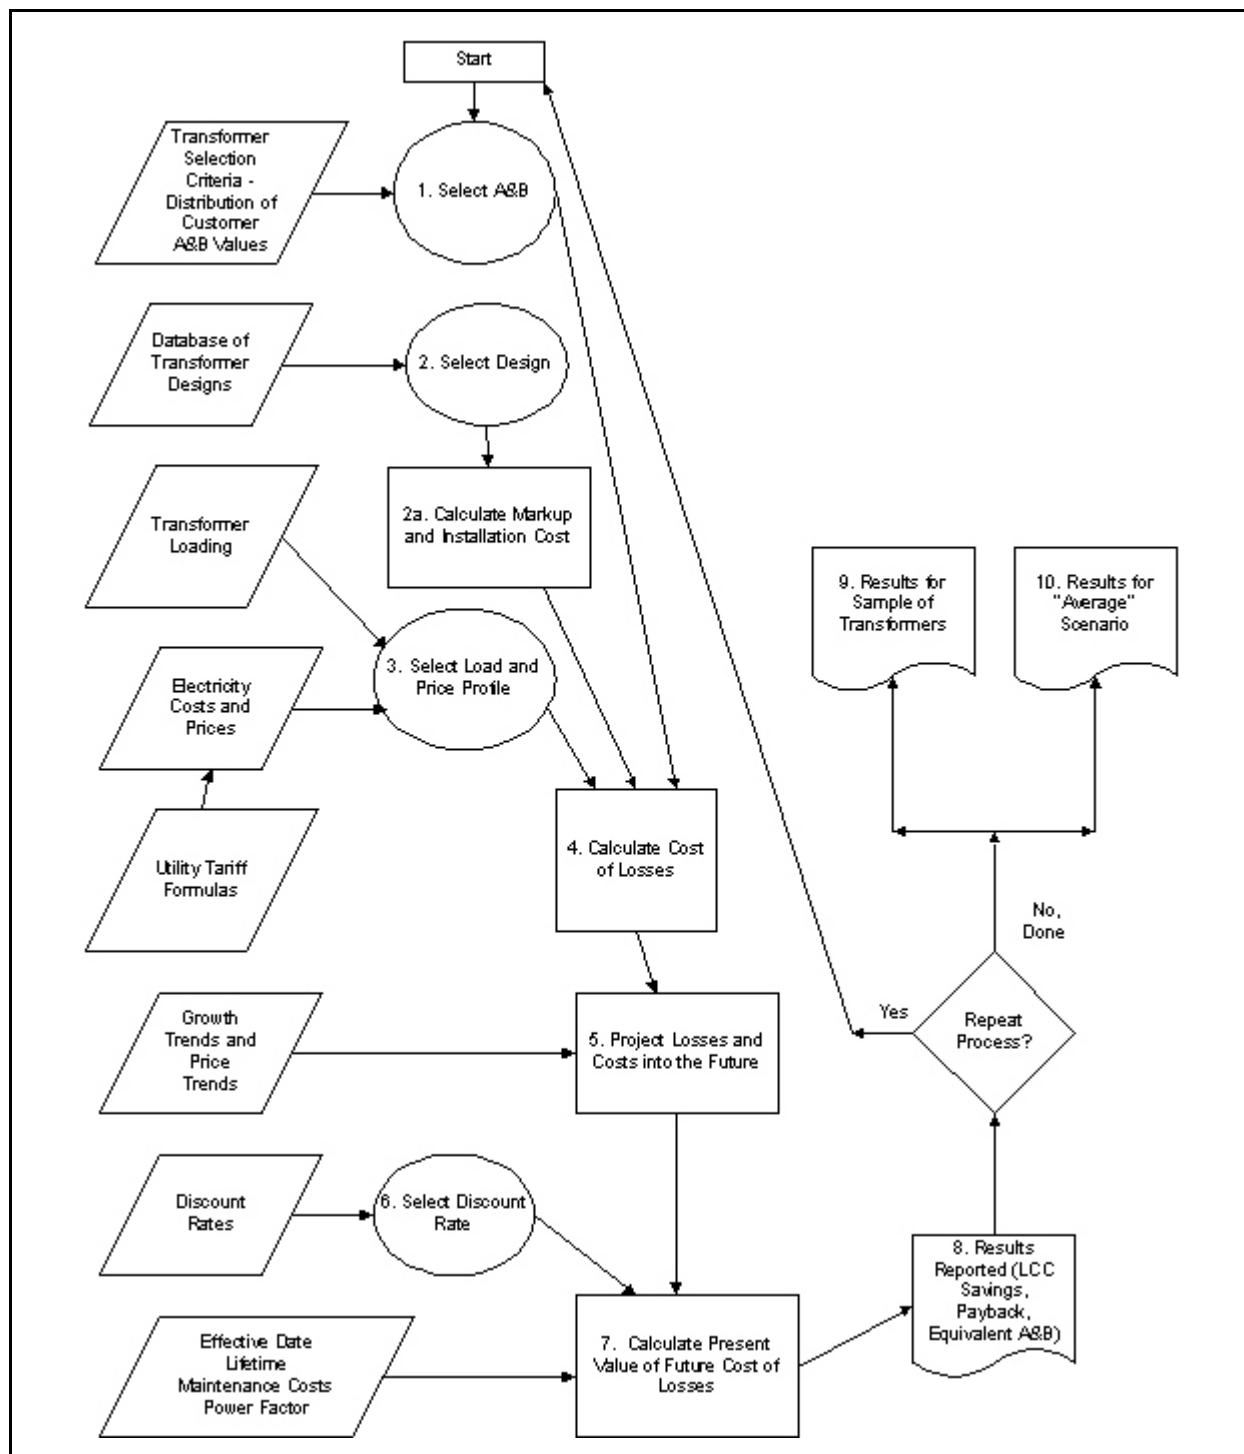 Start
Transformer
Selection
Criteria -
Distribution of
Customer
A&B Values
1. Select A&B
Database of
Transformer
Designs
2. Select Design
Transformer
Loading
2a. Calculate Markup
and Installation Cost
9. Results for
Sample of
Transformers
10. Results for
"Average"
Scenario
Electricity
Costs and
Prices
3. Select Load and
Price Profile
Utility Tariff
Formulas
4. Calculate Cost
of Losses
No,
Done
Yes
Repeat
Process?
Growth
Trends and
Price
Trends
5. Project Losses and
Costs into the Future
Discount
Rates
6. Select Discount
Rate
8. Results
Reported (LCC
Savings,
Payback,
Equivalent A&B)
Effective Date
Lifetime
Maintenance Costs
Power Factor
7. Calculate Present
Value of Future Cost of
Losses